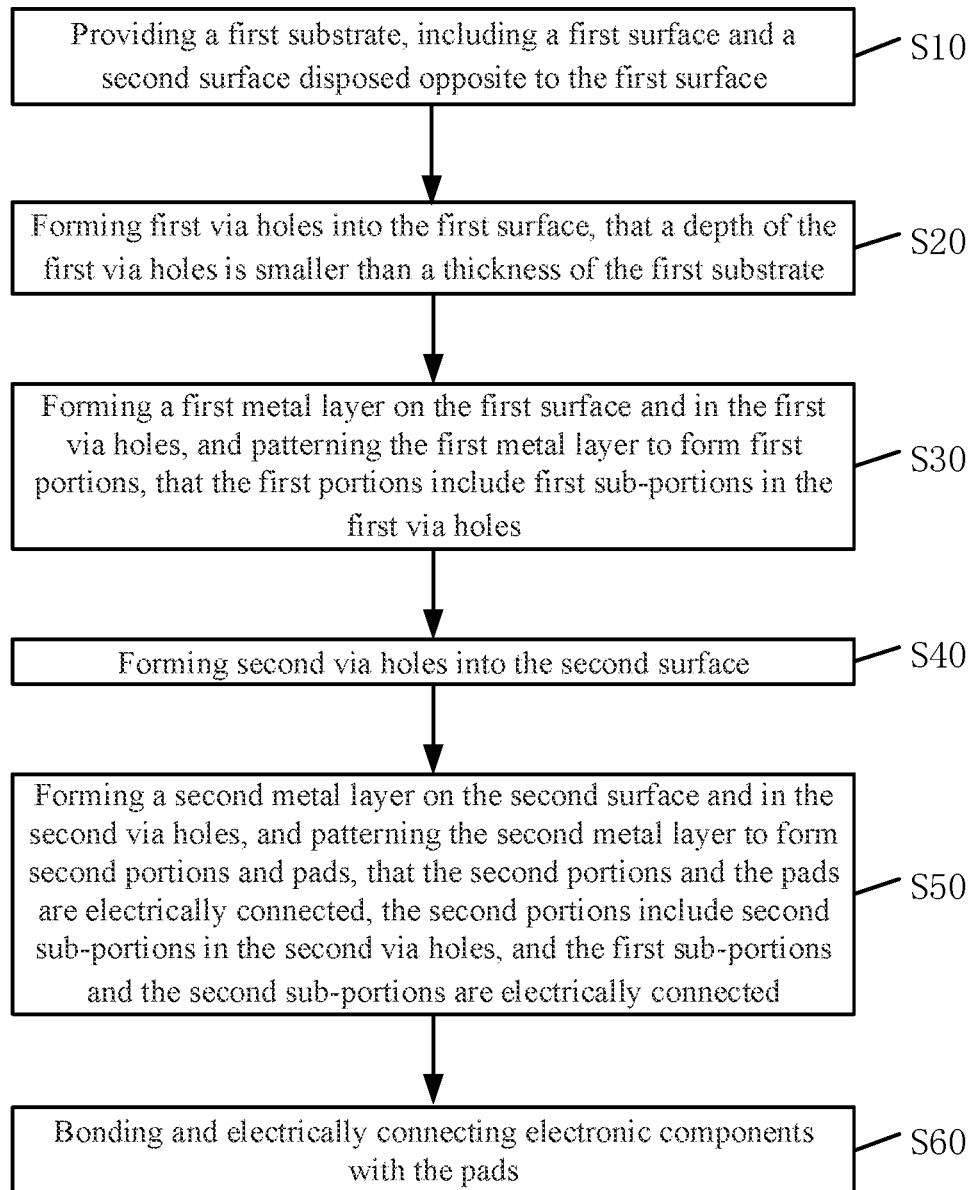 Providing a first substrate, including a first surface and a
second surface disposed opposite to the first surface
S10
Forming first via holes into the first surface, that a depth of the
first via holes is smaller than a thickness of the first substrate
S20
Forming a first metal layer on the first surface and in the first
via holes, and patterning the first metal layer to form first
portions, that the first portions include first sub-portions in the
first via holes
S30
Forming second via holes into the second surface
S40
Forming a second metal layer on the second surface and in the
second via holes, and patterning the second metal layer to form
second portions and pads, that the second portions and the pads
are electrically connected, the second portions include second
sub-portions in the second via holes, and the first sub-portions
and the second sub-portions are electrically connected
S50
Bonding and electrically connecting electronic components
with the pads
S60